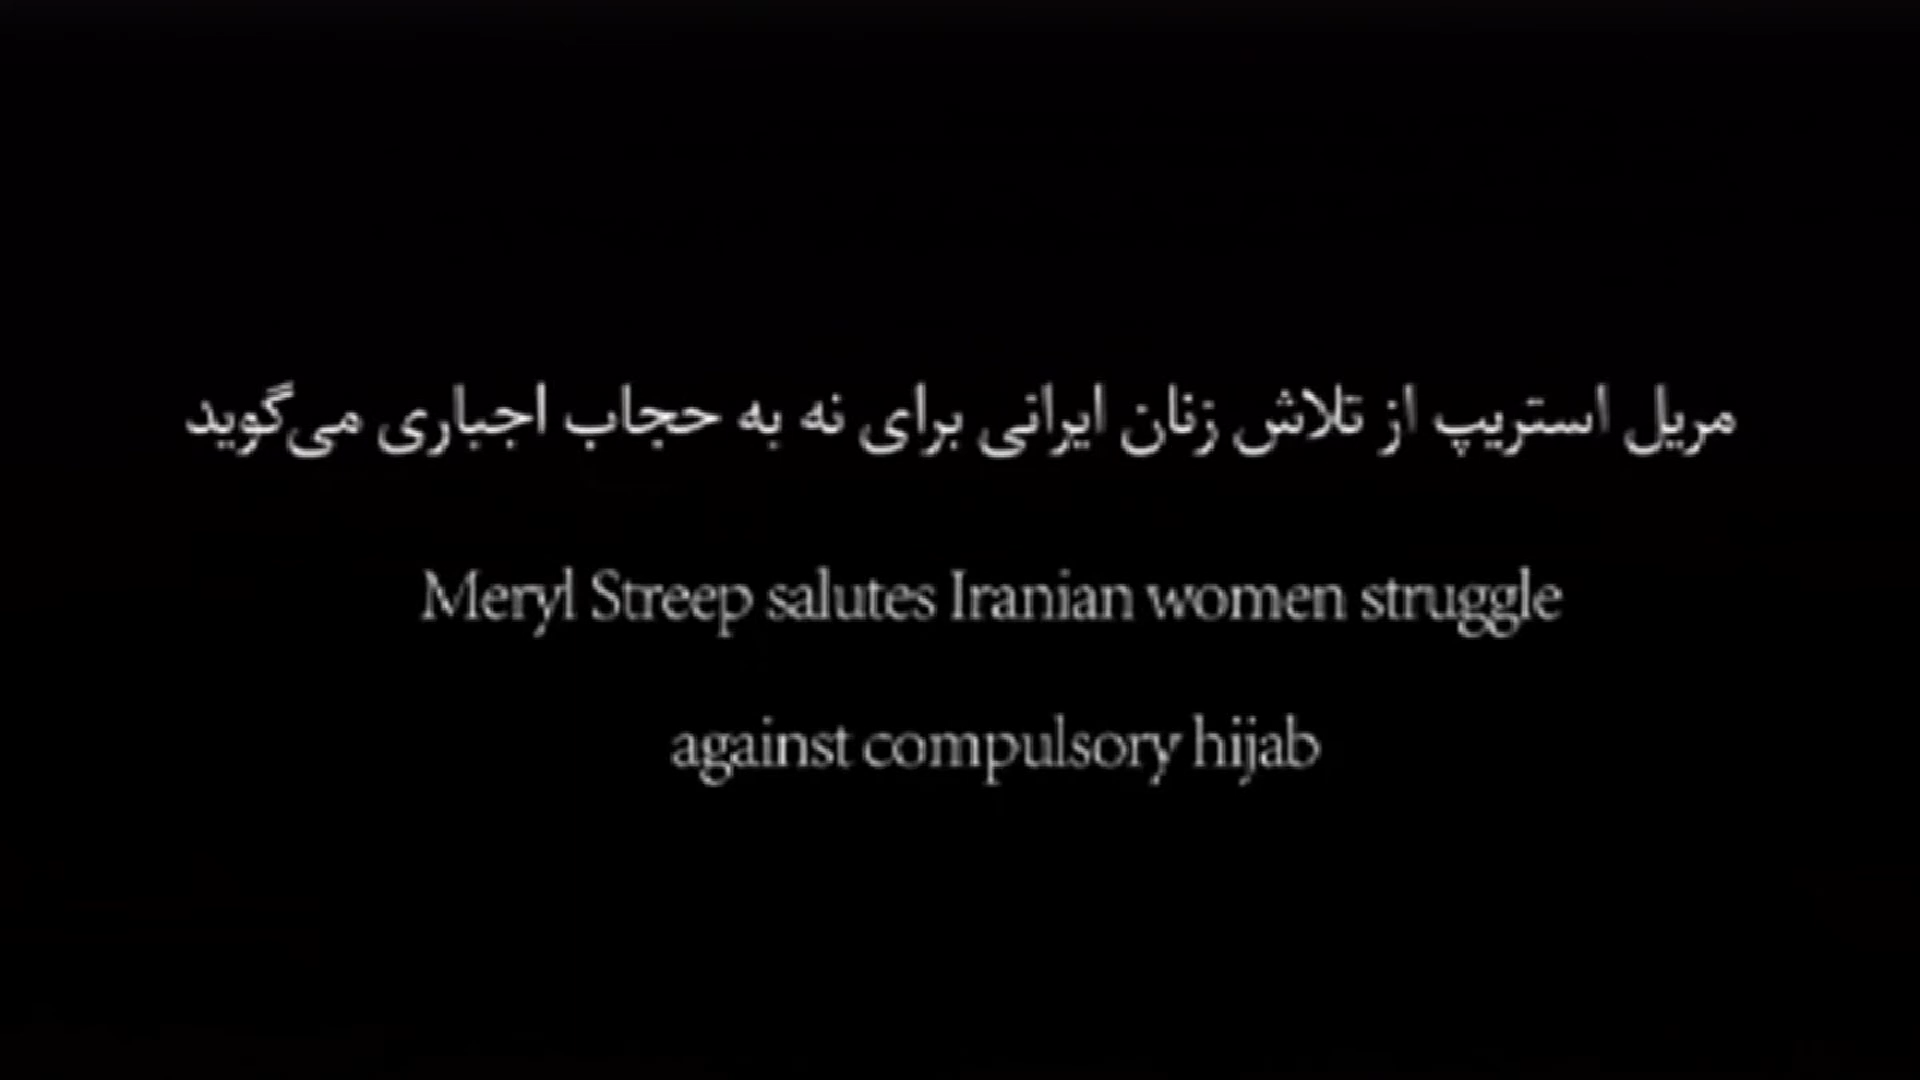 مریل استریپ از تلاش زنان ایرانی برای نه به حجاب اجباری می‌گوید
Meryl Streep salutes Iranian women struggle
against compulsory hijab